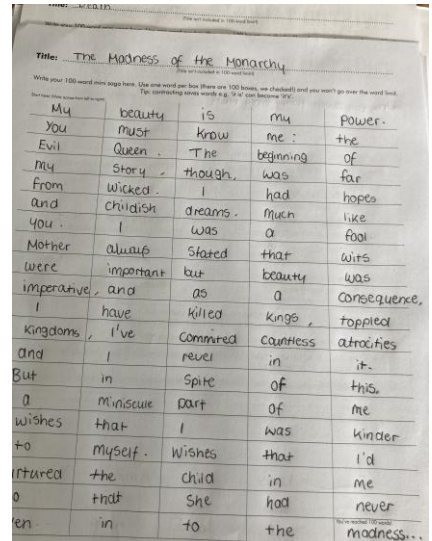 Title: The Madness of the Monarchy
(Title isn't included in 100-word limit)
Write your 100-word mini saga here. Use one word per box (there are 100 boxes, we checked!) and you won't go over the word limit.
Tip: contracting saves words e.g. 'it is' can become 'it's'.
My beauty is my power.
You must know me: the
Evil Queen. The beginning of
my story, though, was far
from wicked. I had hopes
and childish dreams. Much like
you. I was a fool.
Mother always stated that wits
were important but beauty was
imperative, and as a consequence,
I have killed kings, toppled
kingdoms, I've commited countless atrocities
and I revel in it.
But in spite of this,
a miniscule part of me
wishes that I was kinder
to myself. Wishes that I'd
rtured the child in me
o that she had never
en in to the madness...
You've reached 100 words!